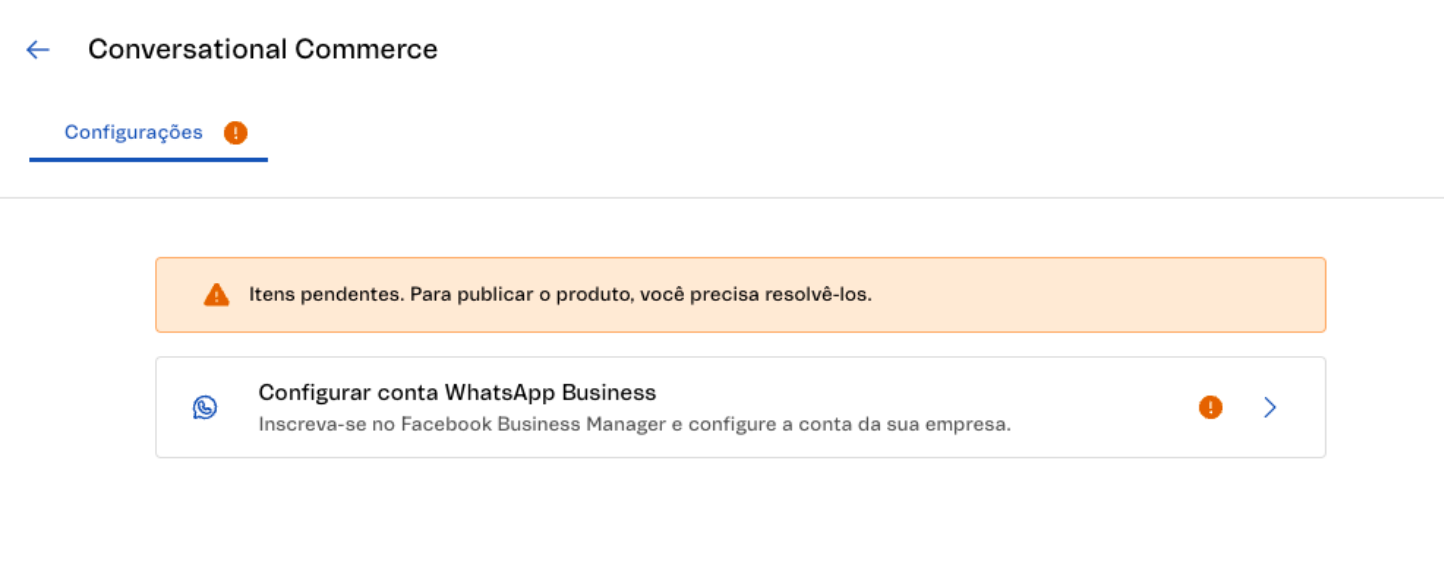 Conversational Commerce
Configurações
Itens pendentes. Para publicar o produto, você precisa resolvê-los.
Configurar conta WhatsApp Business
Inscreva-se no Facebook Business Manager e configure a conta da sua empresa.